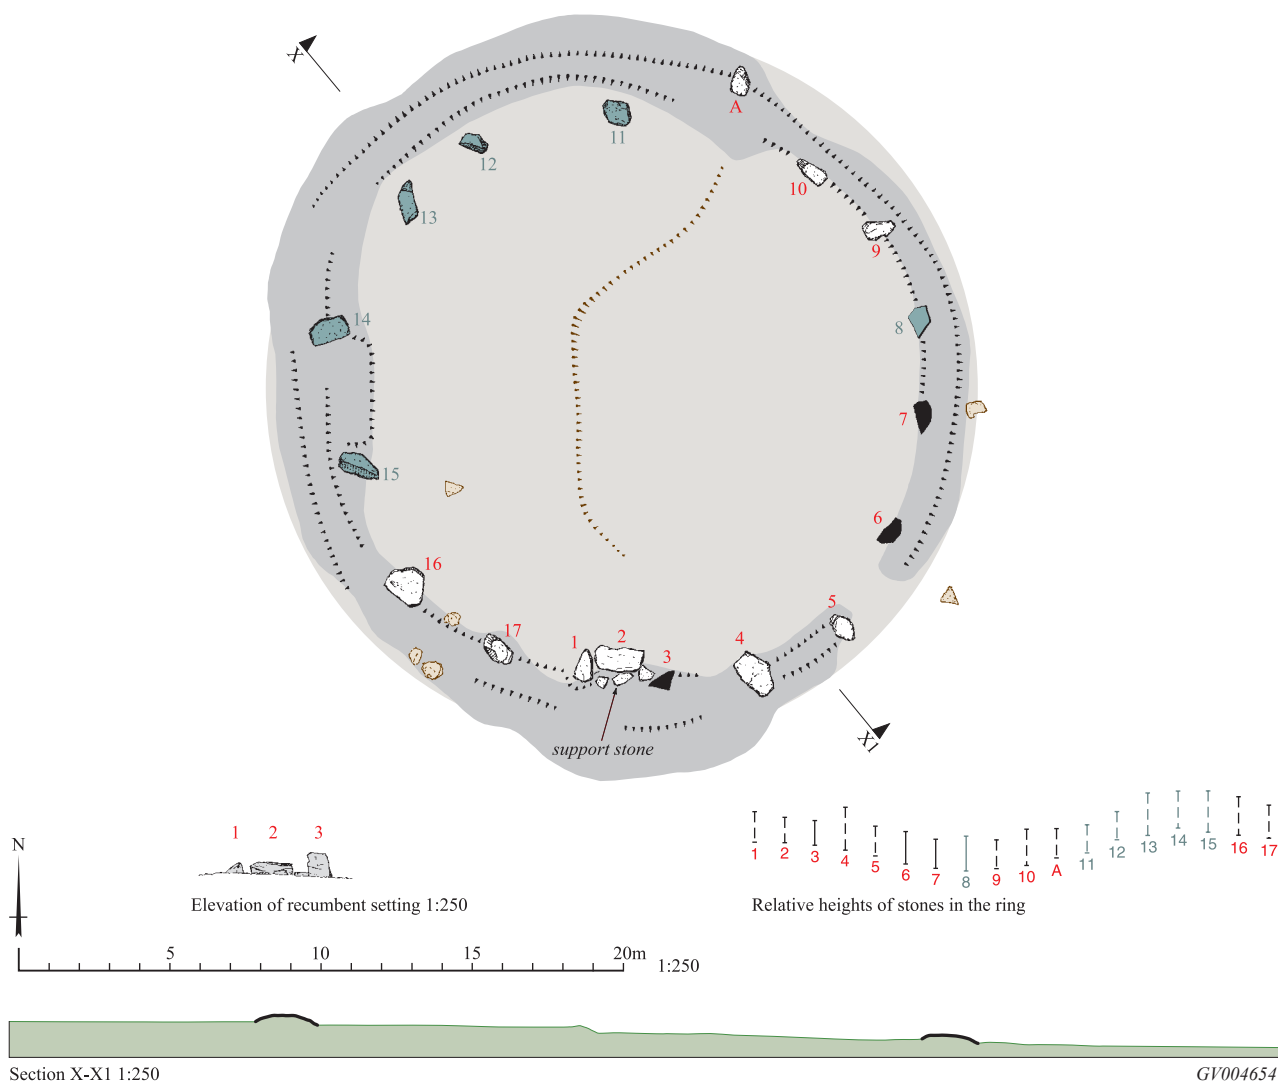 X
A
11
12
10
13
9
14
8
7
15
6
16
5
17
1
2
3
4
support stone
X1
N
1 2 3
Elevation of recumbent setting 1:250
1 2 3 4 5 6 7 8 9 10 A 11 12 13 14 15 16 17
Relative heights of stones in the ring
5 10 15 20m 1:250
Section X-X1 1:250
GV004654